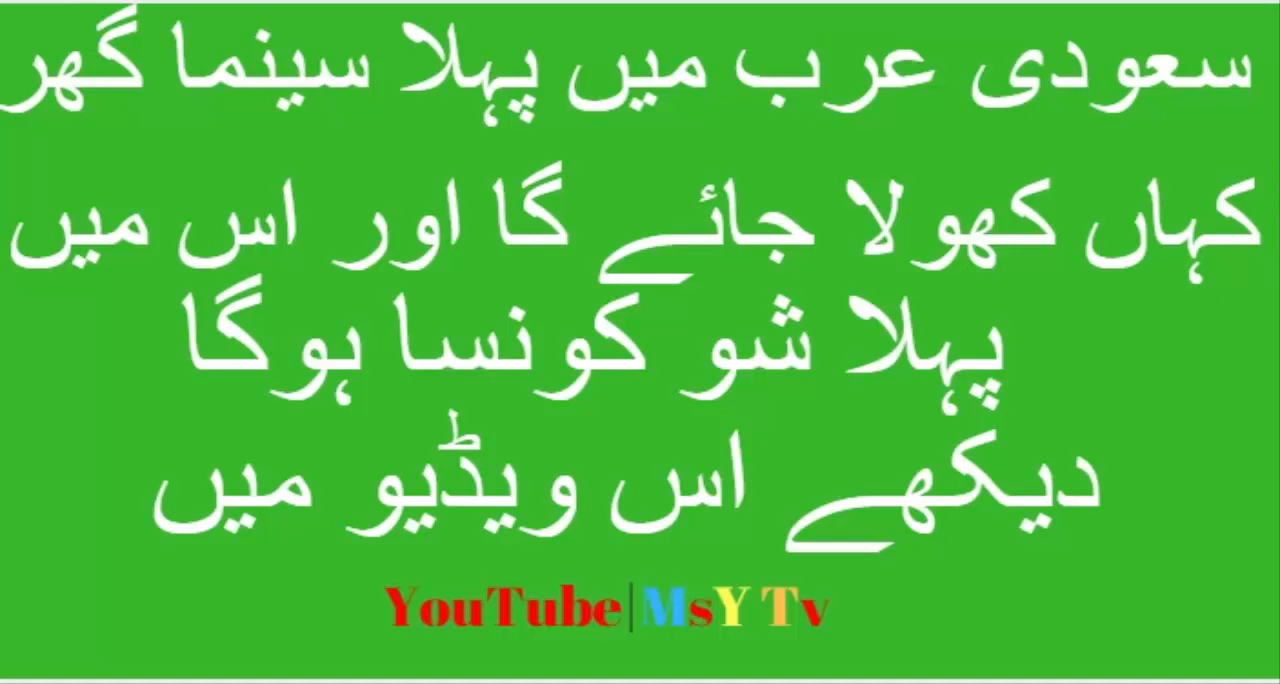 سعودی عرب میں پہلا سینما گھر
کہاں کھولا جائے گا اور اس میں
پہلا شو کونسا ہوگا
دیکھے اس ویڈیو میں
YouTube|MsY Tv